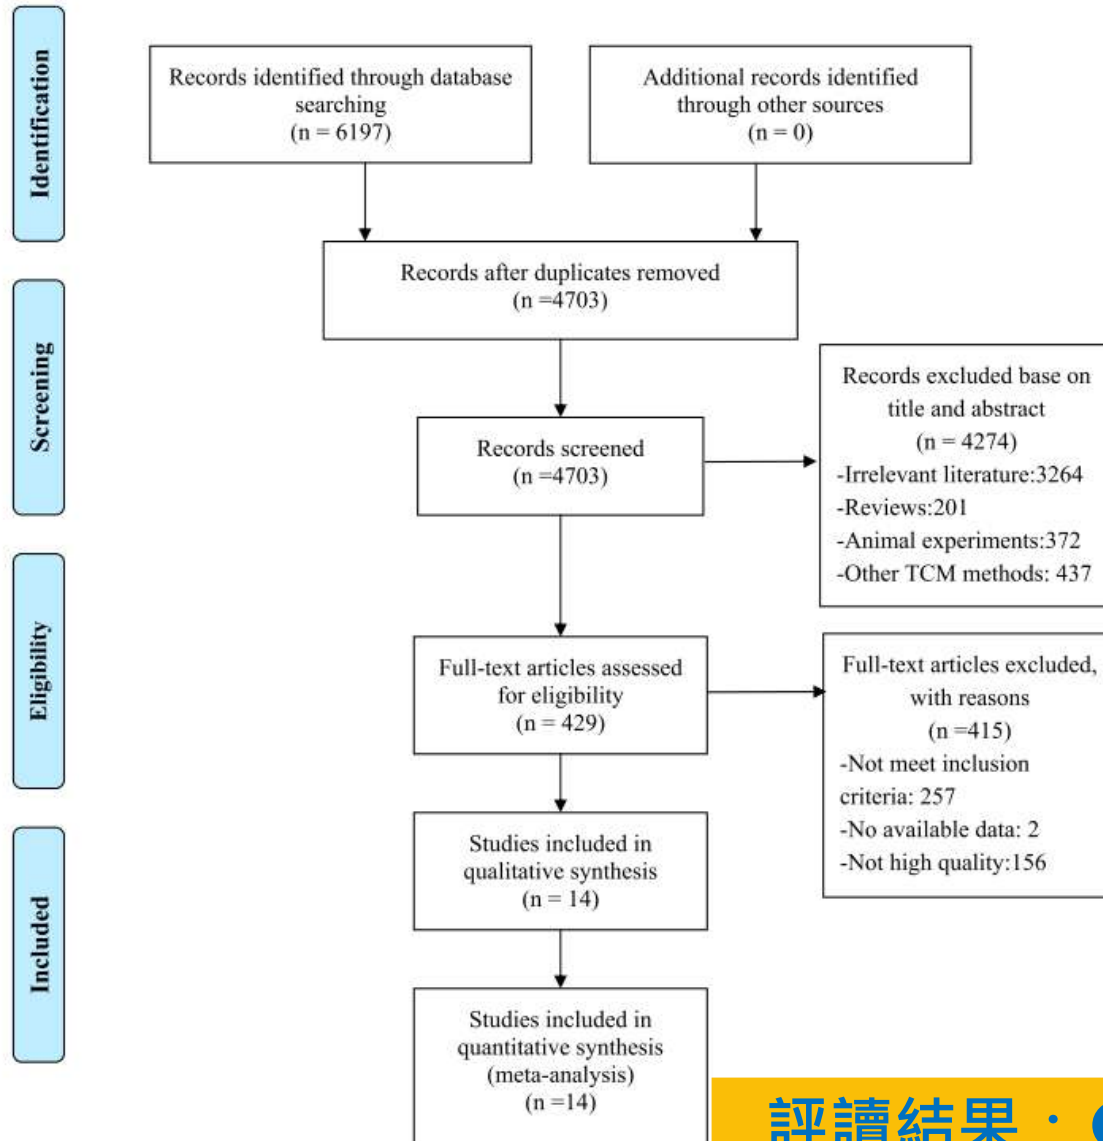 Identification
Records identified through database
searching
(n = 6197)
Additional records identified
through other sources
(n = 0)
Records after duplicates removed
(n =4703)
Screening
Records screened
(n =4703)
Records excluded base on
title and abstract
(n = 4274)
-Irrelevant literature:3264
-Reviews:201
-Animal experiments:372
-Other TCM methods: 437
Eligibility
Full-text articles assessed
for eligibility
(n = 429)
Full-text articles excluded,
with reasons
(n =415)
-Not meet inclusion
criteria: 257
-No available data: 2
-Not high quality:156
Included
Studies included in
qualitative synthesis
(n = 14)
Studies included in
quantitative synthesis
(meta-analysis)
(n =14)
評讀結果：